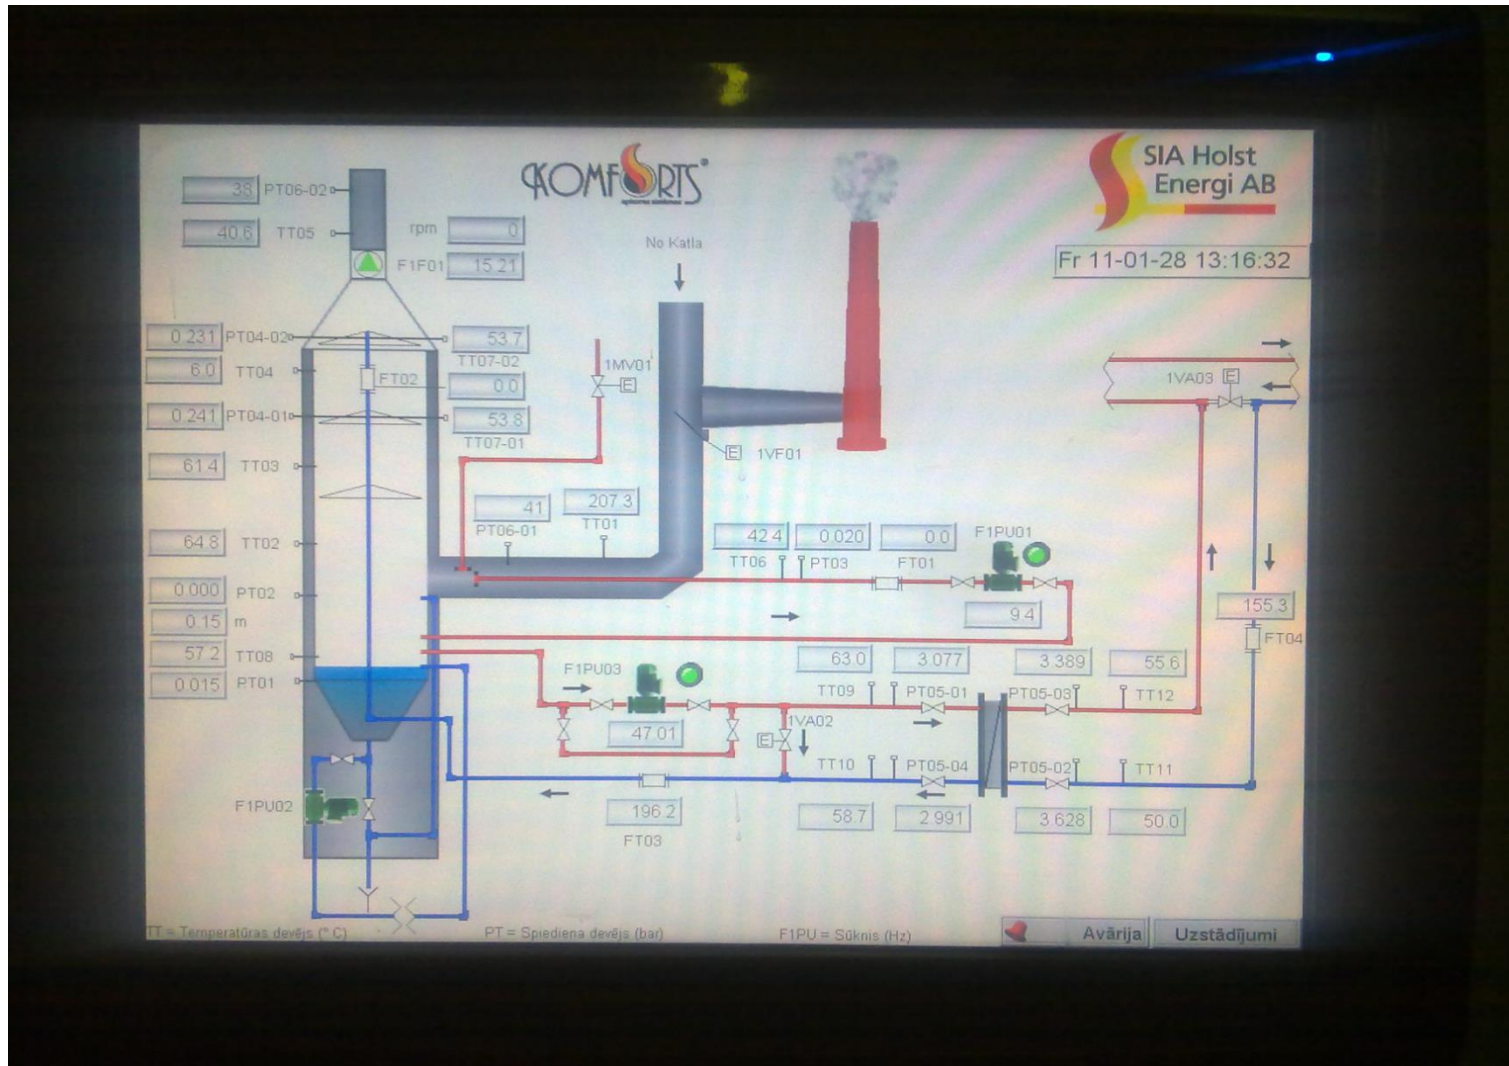 KOMFORTS®
SIA Holst
Energi AB
Fr 11-01-28 13:16:32
38 PT06-02
40.6 TT05
rpm 0
F1F01 15.21
No Katla
0.231 PT04-02
53.7
TT07-02
6.0 TT04
FT02 0.0
0.241 PT04-01
53.8
TT07-01
61.4 TT03
1MV01
E
1VF01
E
1VA03 E
41
PT06-01
207.3
TT01
64.8 TT02
42.4
TT06
0.020
PT03
0.0
FT01
F1PU01
9.4
0.000 PT02
0.15 m
57.2 TT08
0.015 PT01
155.3
FT04
F1PU03
47.01
63.0
TT09
3.077
PT05-01
3.389
PT05-03
55.6
TT12
1VA02
E
TT10
58.7
PT05-04
2.991
PT05-02
3.628
TT11
50.0
F1PU02
196.2
FT03
TT = Temperatūras devējs (° C)
PT = Spiediena devējs (bar)
F1PU = Sūknis (Hz)
Avārija
Uzstādījumi